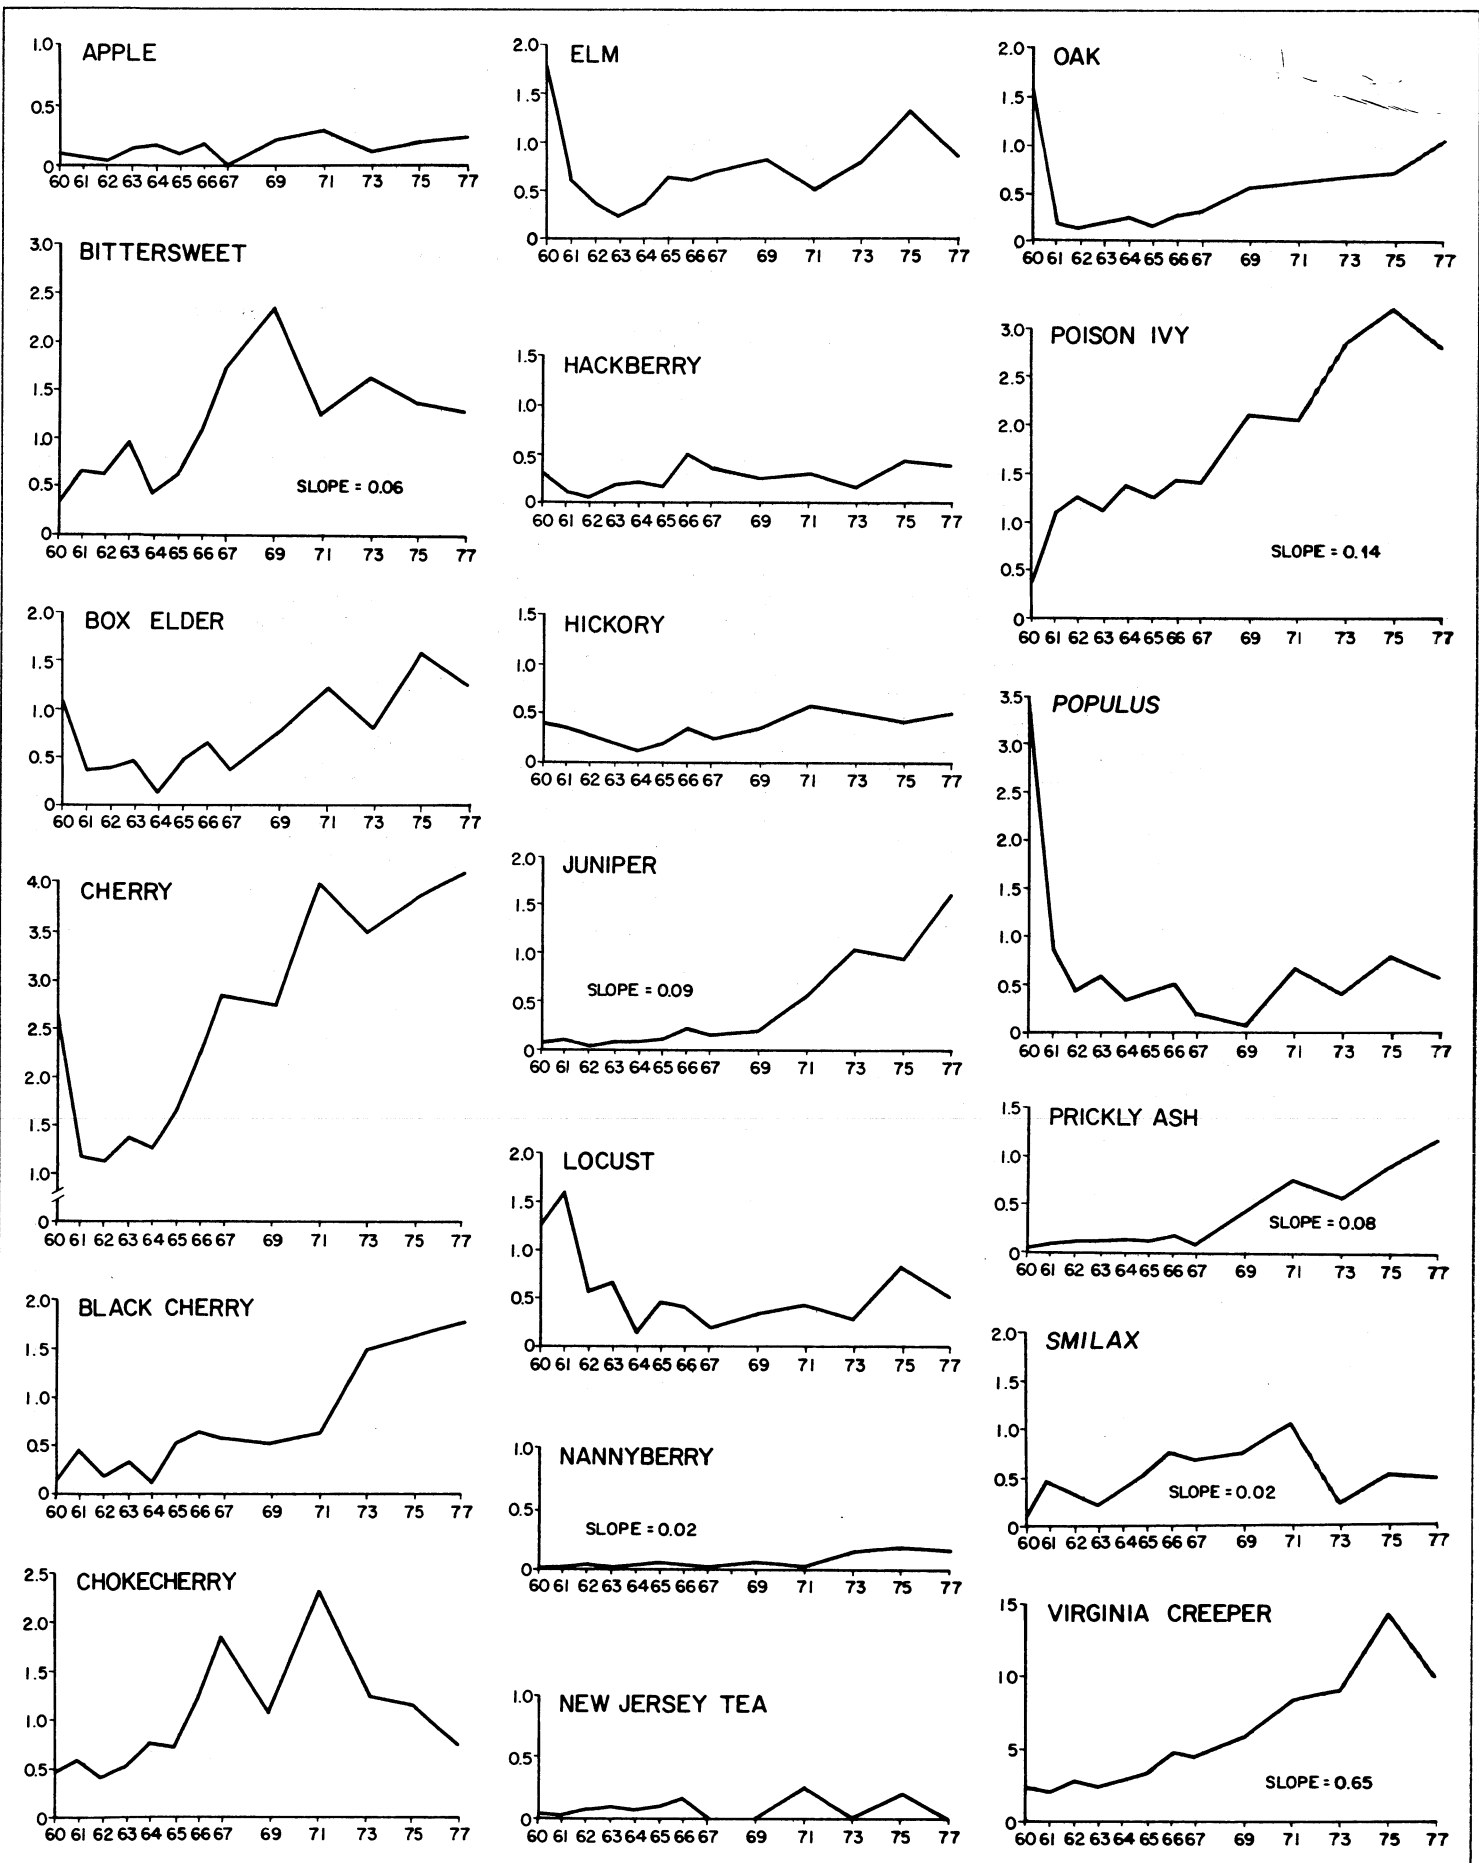 APPLE
1.0
0.5
0
60 61 62 63 64 65 66 67 69 71 73 75 77
BITTERSWEET
3.0
2.5
2.0
1.5
1.0
0.5
0
SLOPE = 0.06
60 61 62 63 64 65 66 67 69 71 73 75 77
BOX ELDER
2.0
1.5
1.0
0.5
0
60 61 62 63 64 65 66 67 69 71 73 75 77
CHERRY
4.0
3.5
3.0
2.5
2.0
1.5
1.0
0
60 61 62 63 64 65 66 67 69 71 73 75 77
BLACK CHERRY
2.0
1.5
1.0
0.5
0
60 61 62 63 64 65 66 67 69 71 73 75 77
CHOKECHERRY
2.5
2.0
1.5
1.0
0.5
0
60 61 62 63 64 65 66 67 69 71 73 75 77
ELM
2.0
1.5
1.0
0.5
0
60 61 62 63 64 65 66 67 69 71 73 75 77
HACKBERRY
1.5
1.0
0.5
0
60 61 62 63 64 65 66 67 69 71 73 75 77
HICKORY
1.5
1.0
0.5
0
60 61 62 63 64 65 66 67 69 71 73 75 77
JUNIPER
2.0
1.5
1.0
0.5
0
SLOPE = 0.09
60 61 62 63 64 65 66 67 69 71 73 75 77
LOCUST
2.0
1.5
1.0
0.5
0
60 61 62 63 64 65 66 67 69 71 73 75 77
NANNYBERRY
1.0
0.5
0
SLOPE = 0.02
60 61 62 63 64 65 66 67 69 71 73 75 77
NEW JERSEY TEA
1.0
0.5
0
60 61 62 63 64 65 66 67 69 71 73 75 77
OAK
2.0
1.5
1.0
0.5
0
60 61 62 63 64 65 66 67 69 71 73 75 77
POISON IVY
3.0
2.5
2.0
1.5
1.0
0.5
0
SLOPE = 0.14
60 61 62 63 64 65 66 67 69 71 73 75 77
POPULUS
3.5
3.0
2.5
2.0
1.5
1.0
0.5
0
60 61 62 63 64 65 66 67 69 71 73 75 77
PRICKLY ASH
1.5
1.0
0.5
0
SLOPE = 0.08
60 61 62 63 64 65 66 67 69 71 73 75 77
SMILAX
2.0
1.5
1.0
0.5
0
SLOPE = 0.02
60 61 62 63 64 65 66 67 69 71 73 75 77
VIRGINIA CREEPER
15
10
5
0
SLOPE = 0.65
60 61 62 63 64 65 66 67 69 71 73 75 77